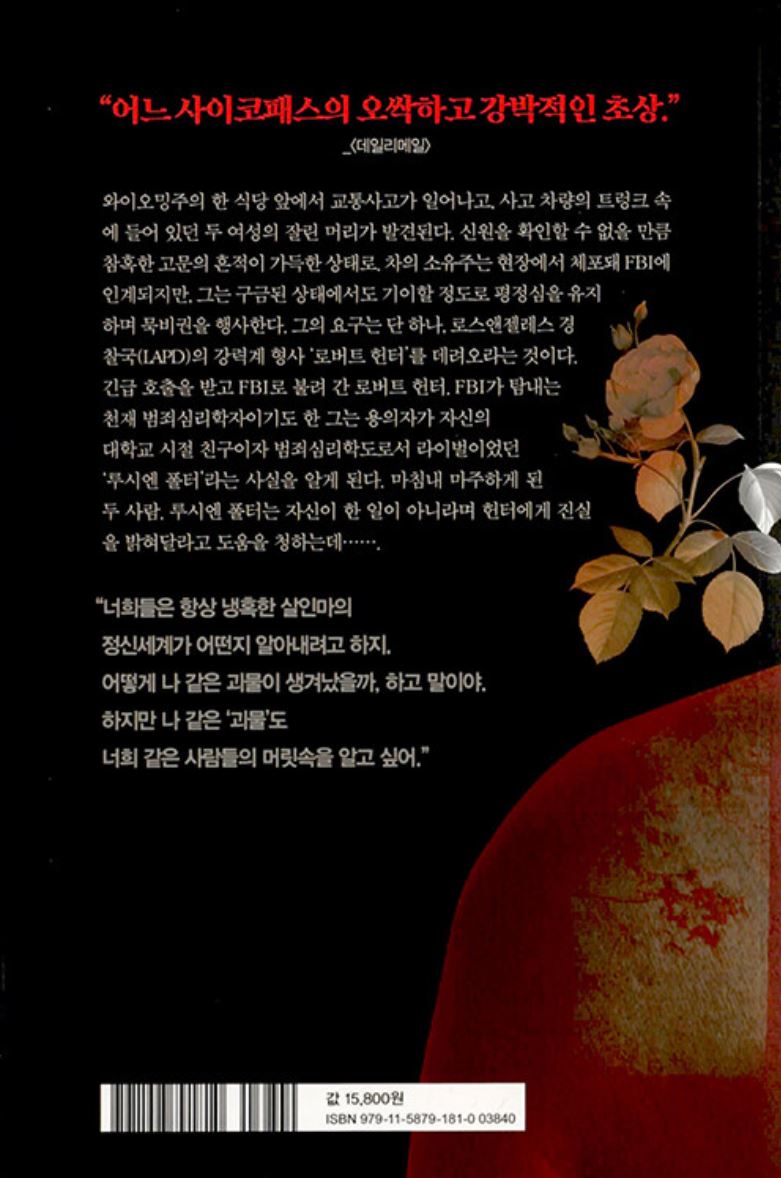 “어느 사이코패스의 오싹하고 강박적인 초상.”
_〈데일리메일〉
와이오밍주의 한 식당 앞에서 교통사고가 일어나고, 사고 차량의 트렁크 속
에 들어 있던 두 여성의 잘린 머리가 발견된다. 신원을 확인할 수 없을 만큼
참혹한 고문의 흔적이 가득한 상태로. 차의 소유주는 현장에서 체포돼 FBI에
인계되지만, 그는 구금된 상태에서도 기이할 정도로 평정심을 유지
하며 묵비권을 행사한다. 그의 요구는 단 하나, 로스앤젤레스 경
찰국(LAPD)의 강력계 형사 ‘로버트 헌터’를 데려오라는 것이다.
긴급 호출을 받고 FBI로 불려 간 로버트 헌터. FBI가 탐내는
천재 범죄심리학자이기도 한 그는 용의자가 자신의
대학교 시절 친구이자 범죄심리학도로서 라이벌이었던
‘루시엔 폴터’라는 사실을 알게 된다. 마침내 마주하게 된
두 사람. 루시엔 폴터는 자신이 한 일이 아니라며 헌터에게 진실
을 밝혀달라고 도움을 청하는데…….
“너희들은 항상 냉혹한 살인마의
정신세계가 어떤지 알아내려고 하지.
어떻게 나 같은 괴물이 생겨났을까, 하고 말이야.
하지만 나 같은 ‘괴물’도
너희 같은 사람들의 머릿속을 알고 싶어.”
값 15,800원
ISBN 979-11-5879-181-0 03840